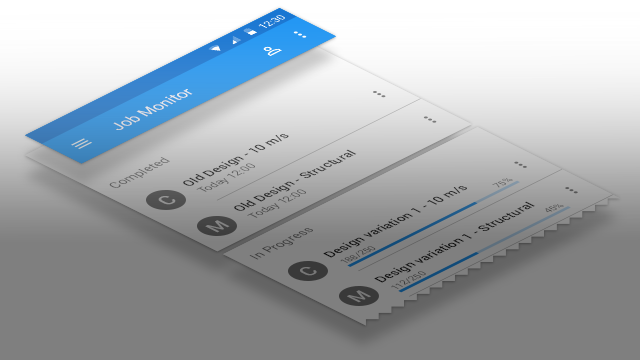 12:30
Job Monitor
Completed
C
Old Design - 10 m/s
Today 12:00
M
Old Design - Structural
Today 12:00
In Progress
C
Design variation 1 - 10 m/s
188/250 75%
M
Design variation 1 - Structural
112/250 45%